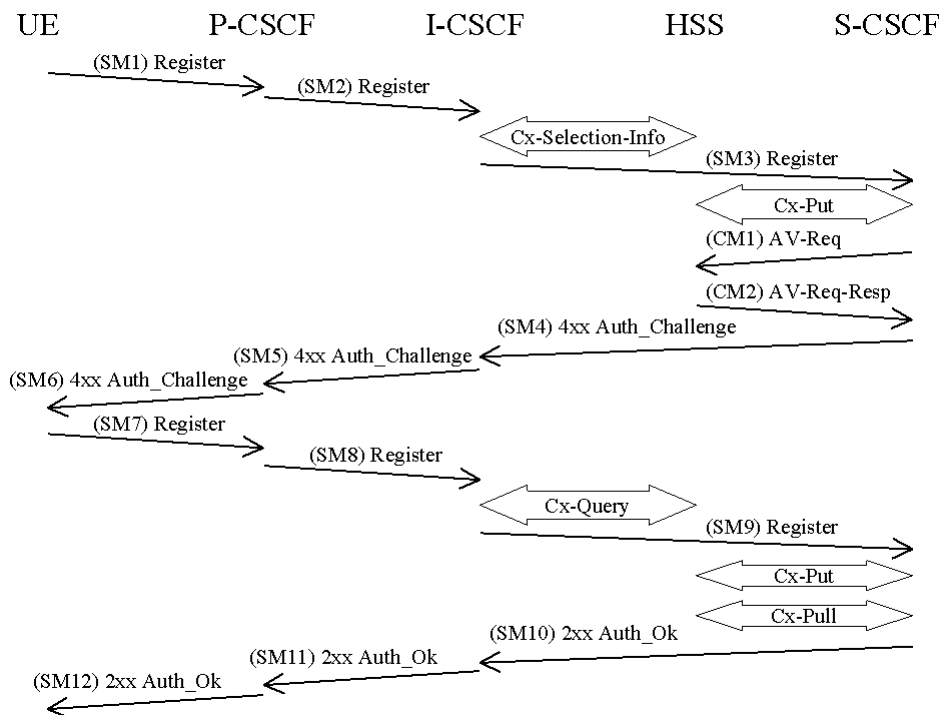 UE P-CSCF I-CSCF HSS S-CSCF
(SM1) Register
(SM2) Register
Cx-Selection-Info
(SM3) Register
Cx-Put
(CM1) AV-Req
(CM2) AV-Req-Resp
(SM4) 4xx Auth_Challenge
(SM5) 4xx Auth_Challenge
(SM6) 4xx Auth_Challenge
(SM7) Register
(SM8) Register
Cx-Query
(SM9) Register
Cx-Put
Cx-Pull
(SM10) 2xx Auth_Ok
(SM11) 2xx Auth_Ok
(SM12) 2xx Auth_Ok